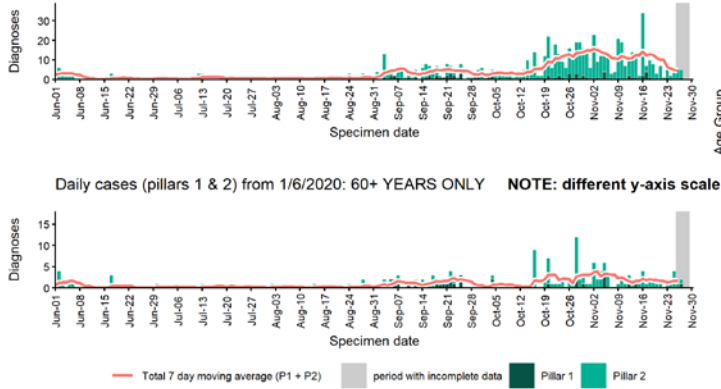 Diagnoses
30
20
10
0
Jun-01
Jun-08
Jun-15
Jun-22
Jun-29
Jul-06
Jul-13
Jul-20
Jul-27
Aug-03
Aug-10
Aug-17
Aug-24
Aug-31
Sep-07
Sep-14
Sep-21
Sep-28
Oct-05
Oct-12
Oct-19
Oct-26
Nov-02
Nov-09
Nov-16
Nov-23
Nov-30
Specimen date
Age Group
Daily cases (pillars 1 & 2) from 1/6/2020: 60+ YEARS ONLY NOTE: different y-axis scale
Diagnoses
15
10
5
0
Jun-01
Jun-08
Jun-15
Jun-22
Jun-29
Jul-06
Jul-13
Jul-20
Jul-27
Aug-03
Aug-10
Aug-17
Aug-24
Aug-31
Sep-07
Sep-14
Sep-21
Sep-28
Oct-05
Oct-12
Oct-19
Oct-26
Nov-02
Nov-09
Nov-16
Nov-23
Nov-30
Specimen date
Total 7 day moving average (P1 + P2) period with incomplete data Pillar 1 Pillar 2